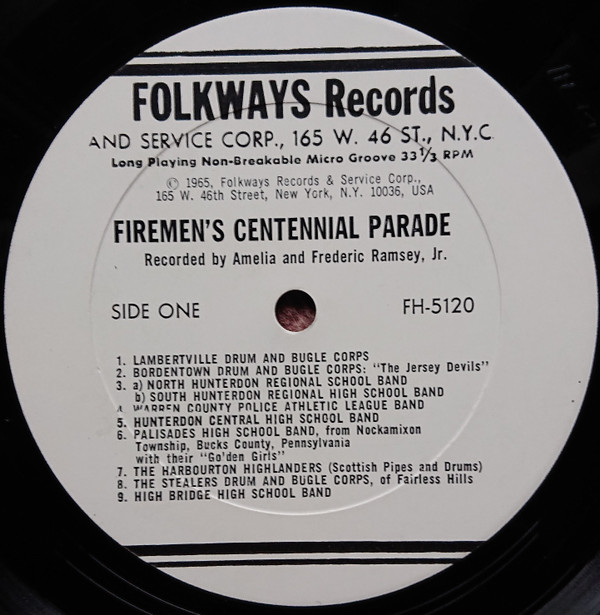 FOLKWAYS Records
AND SERVICE CORP., 165 W. 46 ST., N.Y.C.
Long Playing Non-Breakable Micro Groove 33 1/3 RPM
© 1965, Folkways Records & Service Corp.,
165 W. 46th Street, New York, N.Y. 10036, USA
FIREMEN'S CENTENNIAL PARADE
Recorded by Amelia and Frederic Ramsey, Jr.
SIDE ONE FH-5120
1. LAMBERTVILLE DRUM AND BUGLE CORPS
2. BORDENTOWN DRUM AND BUGLE CORPS: "The Jersey Devils"
3. a) NORTH HUNTERDON REGIONAL SCHOOL BAND
b) SOUTH HUNTERDON REGIONAL HIGH SCHOOL BAND
4. WARREN COUNTY POLICE ATHLETIC LEAGUE BAND
5. HUNTERDON CENTRAL HIGH SCHOOL BAND
6. PALISADES HIGH SCHOOL BAND, from Nockamixon
Township, Bucks County, Pennsylvania
with their "Go'den Girls"
7. THE HARBOURTON HIGHLANDERS (Scottish Pipes and Drums)
8. THE STEALERS DRUM AND BUGLE CORPS, of Fairless Hills
9. HIGH BRIDGE HIGH SCHOOL BAND